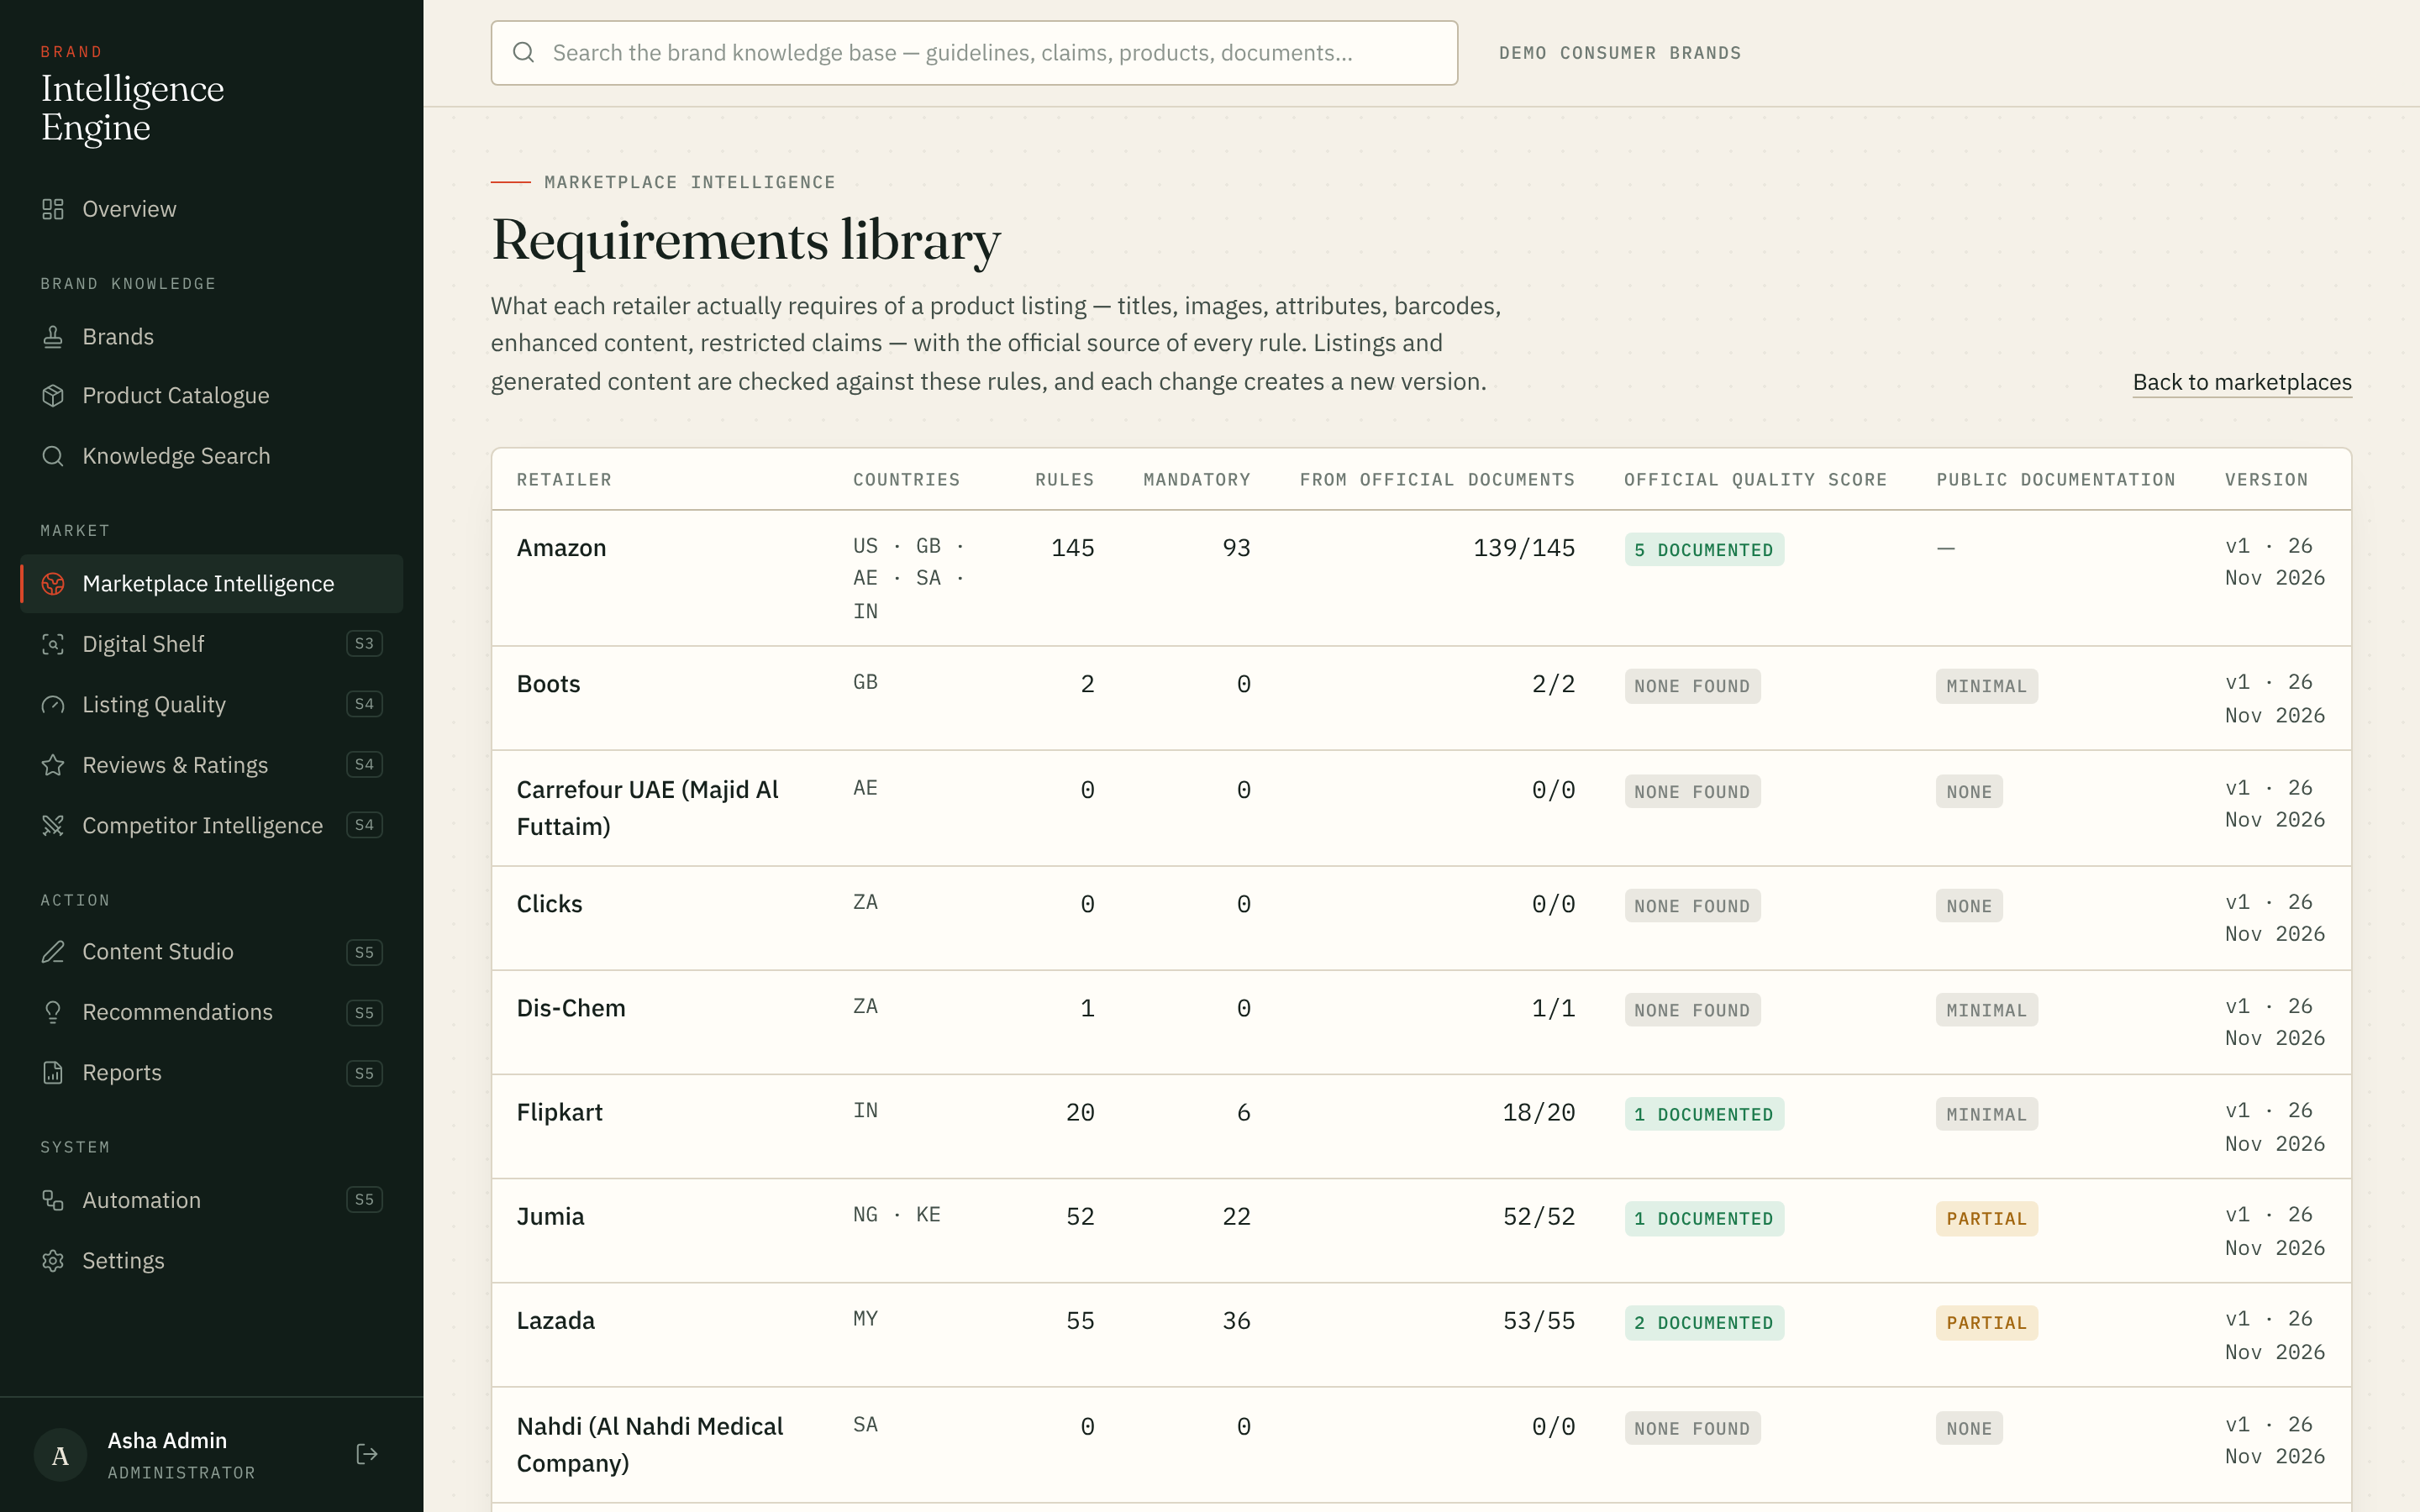 BRAND
Intelligence
Engine
Overview
BRAND KNOWLEDGE
Brands
Product Catalogue
Knowledge Search
MARKET
Marketplace Intelligence
Digital Shelf S3
Listing Quality S4
Reviews & Ratings S4
Competitor Intelligence S4
ACTION
Content Studio S5
Recommendations S5
Reports S5
SYSTEM
Automation S5
Settings
A
Asha Admin
ADMINISTRATOR
Search the brand knowledge base — guidelines, claims, products, documents...
DEMO CONSUMER BRANDS
MARKETPLACE INTELLIGENCE
Requirements library
What each retailer actually requires of a product listing — titles, images, attributes, barcodes,
enhanced content, restricted claims — with the official source of every rule. Listings and
generated content are checked against these rules, and each change creates a new version.
Back to marketplaces
RETAILER COUNTRIES RULES MANDATORY FROM OFFICIAL DOCUMENTS OFFICIAL QUALITY SCORE PUBLIC DOCUMENTATION VERSION
Amazon US · GB · 145 93 139/145 5 DOCUMENTED — v1 · 26
AE · SA · Nov 2026
IN
Boots GB 2 0 2/2 NONE FOUND MINIMAL v1 · 26
Nov 2026
Carrefour UAE (Majid Al AE 0 0 0/0 NONE FOUND NONE v1 · 26
Futtaim) Nov 2026
Clicks ZA 0 0 0/0 NONE FOUND NONE v1 · 26
Nov 2026
Dis-Chem ZA 1 0 1/1 NONE FOUND MINIMAL v1 · 26
Nov 2026
Flipkart IN 20 6 18/20 1 DOCUMENTED MINIMAL v1 · 26
Nov 2026
Jumia NG · KE 52 22 52/52 1 DOCUMENTED PARTIAL v1 · 26
Nov 2026
Lazada MY 55 36 53/55 2 DOCUMENTED PARTIAL v1 · 26
Nov 2026
Nahdi (Al Nahdi Medical SA 0 0 0/0 NONE FOUND NONE v1 · 26
Company) Nov 2026